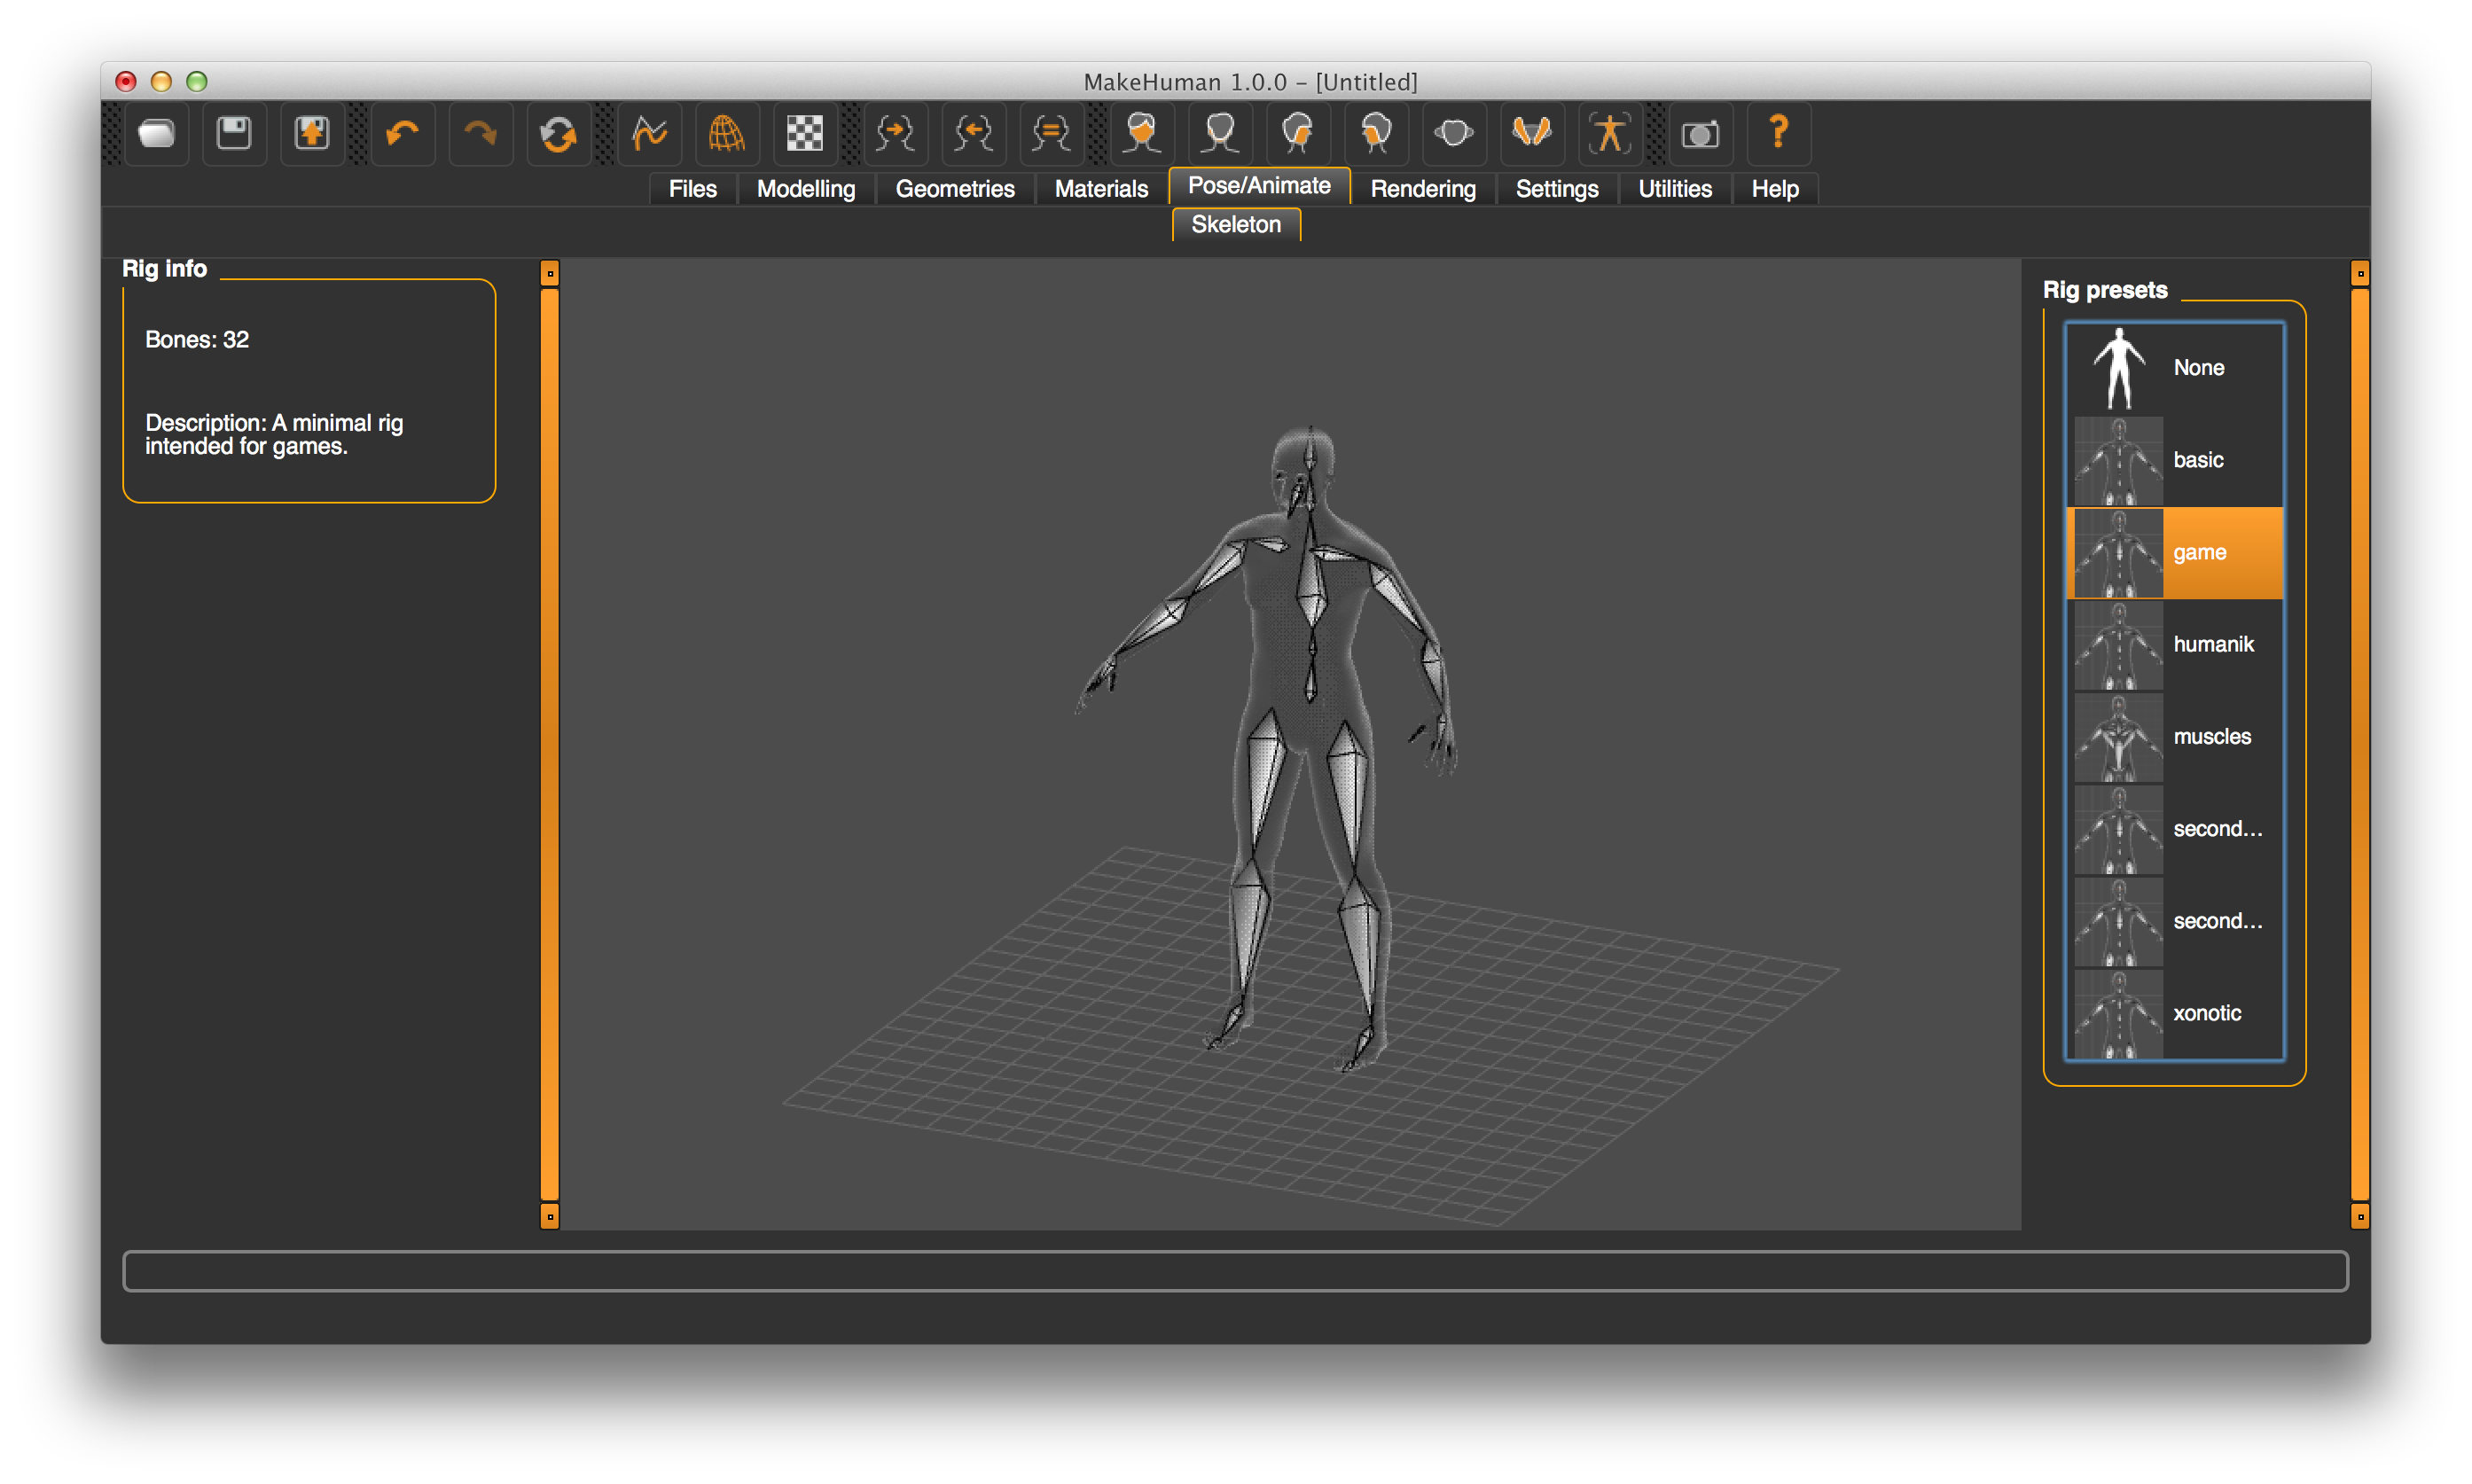 MakeHuman 1.0.0 – [Untitled]
Files Modelling Geometries Materials Pose/Animate Rendering Settings Utilities Help
Skeleton
Rig info
Bones: 32
Description: A minimal rig
intended for games.
Rig presets
None
basic
game
humanik
muscles
second...
second...
xonotic